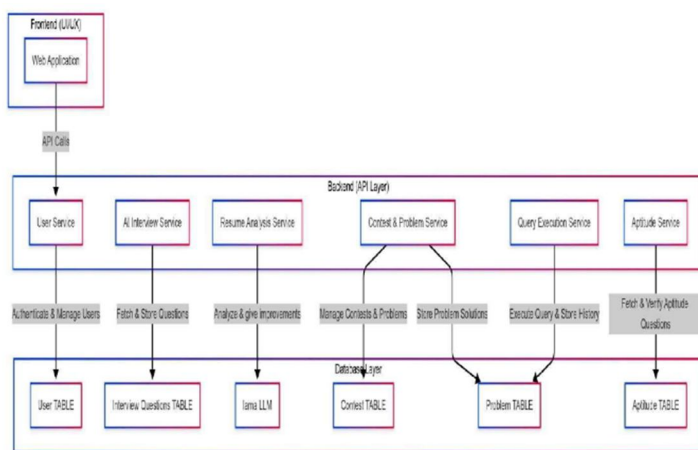 Frontend (UI/UX)
Web Application
API Calls
Backend (API Layer)
User Service
AI Interview Service
Resume Analysis Service
Contest & Problem Service
Query Execution Service
Aptitude Service
Authenticate & Manage Users
Fetch & Store Questions
Analyze & give improvements
Manage Contests & Problems
Store Problem Solutions
Execute Query & Store History
Fetch & Verify Aptitude
Questions
Database Layer
User TABLE
Interview Questions TABLE
lama LLM
Contest TABLE
Problem TABLE
Aptitude TABLE